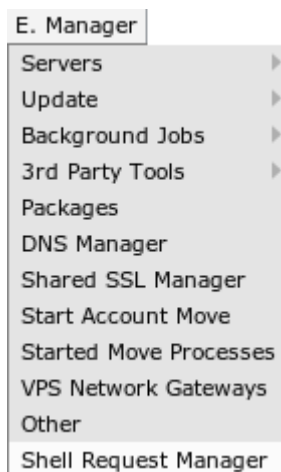 E. Manager
Servers
Update
Background Jobs
3rd Party Tools
Packages
DNS Manager
Shared SSL Manager
Start Account Move
Started Move Processes
VPS Network Gateways
Other
Shell Request Manager